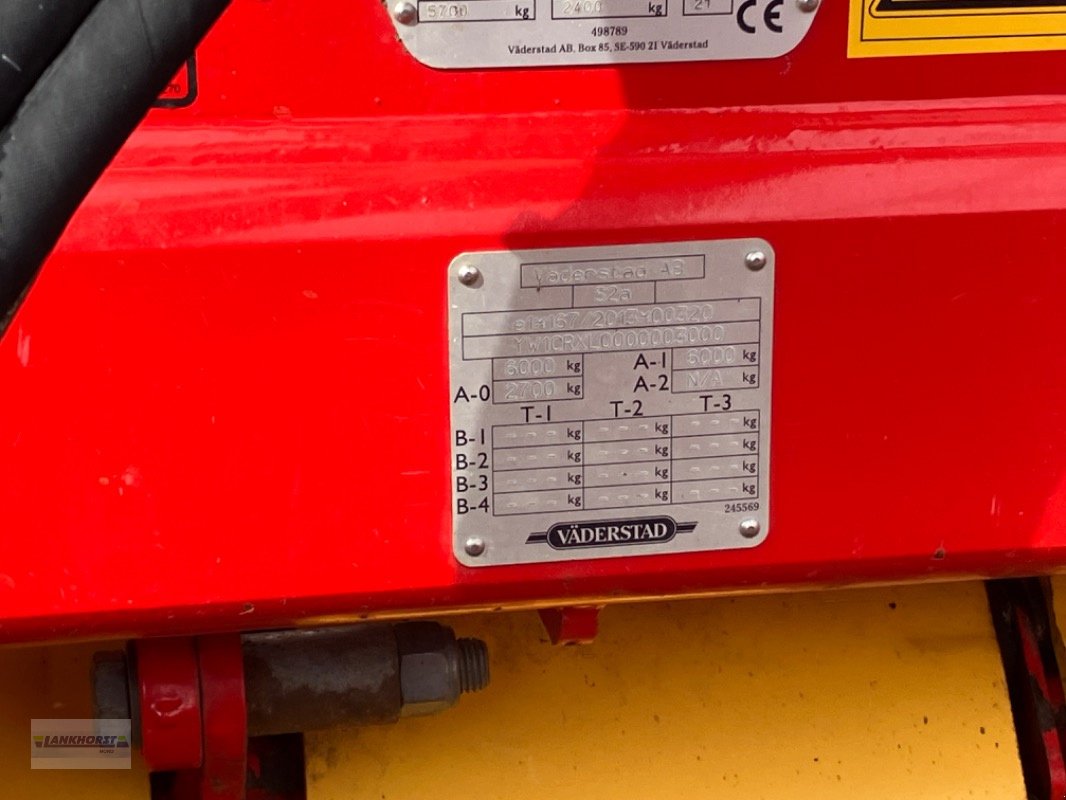 5700 kg 2400 kg 21 CE
498789
Väderstad AB, Box 85, SE-590 21 Väderstad
Väderstad AB
S2a
e1*167/2013*00320
YW1CRXL0000003000
6000 kg A-1 6000 kg
A-0 2700 kg A-2 N/A kg
T-1 T-2 T-3
B-1 --- kg --- kg --- kg
B-2 --- kg --- kg --- kg
B-3 --- kg --- kg --- kg
B-4 --- kg --- kg --- kg
245569
VÄDERSTAD
LANKHORST